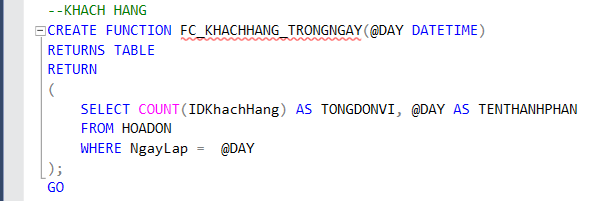 --KHACH HANG
CREATE FUNCTION FC_KHACHHANG_TRONGNGAY(@DAY DATETIME)
RETURNS TABLE
RETURN
(
SELECT COUNT(IDKhachHang) AS TONGDONVI, @DAY AS TENTHANHPHAN
FROM HOADON
WHERE NgayLap = @DAY
);
GO